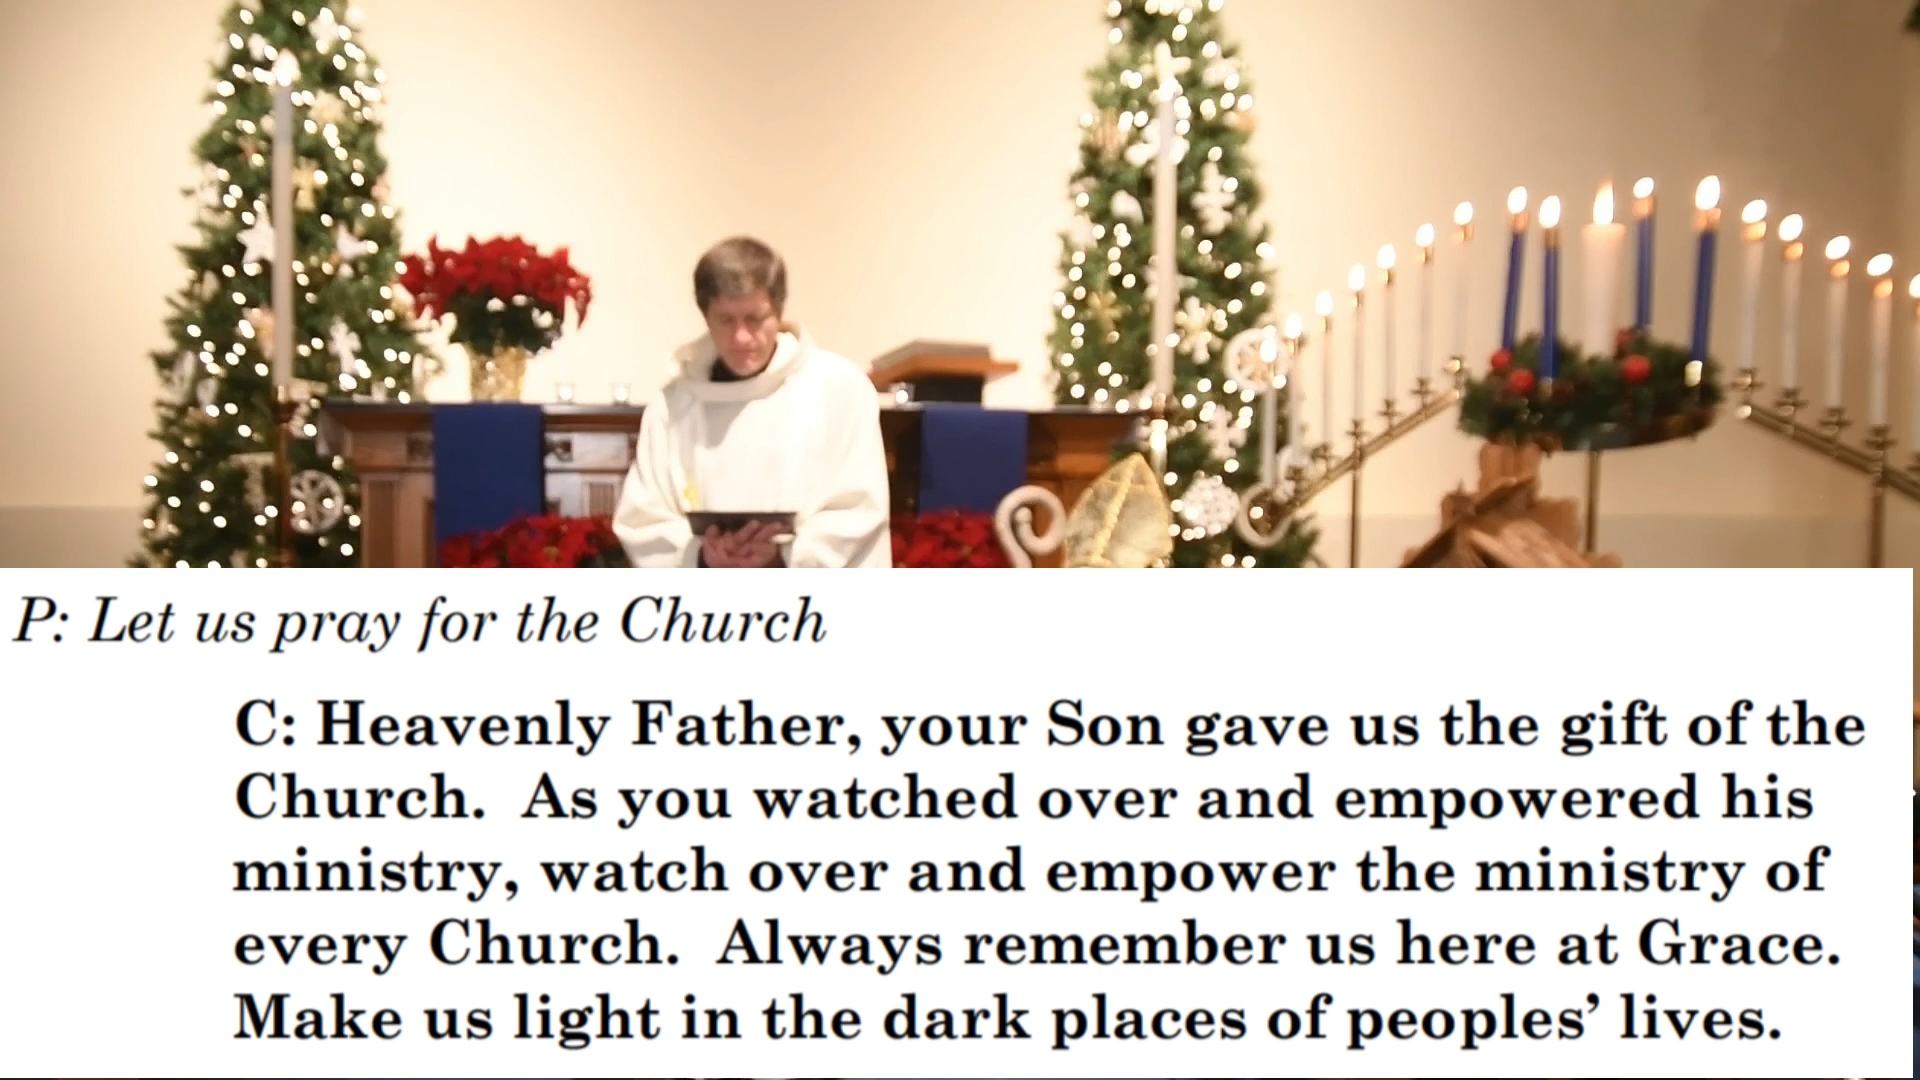 P: Let us pray for the Church
C: Heavenly Father, your Son gave us the gift of the
Church.  As you watched over and empowered his
ministry, watch over and empower the ministry of
every Church.  Always remember us here at Grace.
Make us light in the dark places of peoples’ lives.